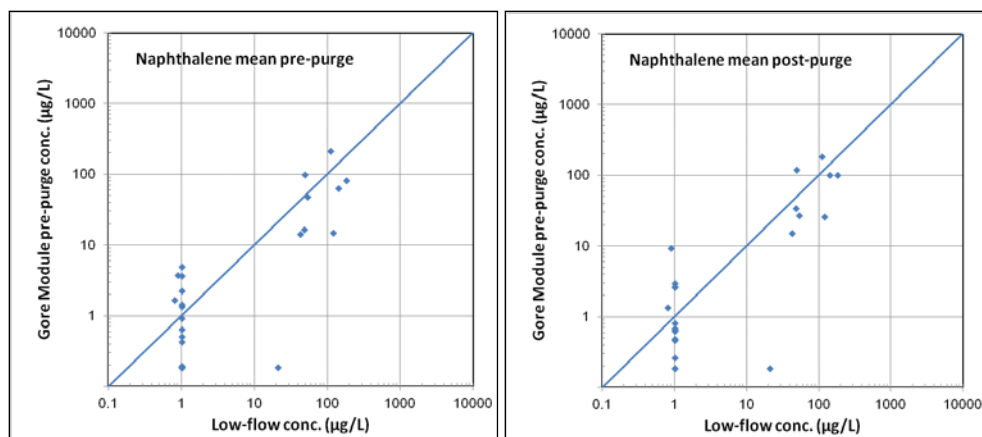 10000
1000
100
10
1
Gore Module pre-purge conc. (µg/L)
Naphthalene mean pre-purge
0.1 1 10 100 1000 10000
Low-flow conc. (µg/L)
10000
1000
100
10
1
Gore Module pre-purge conc. (µg/L)
Naphthalene mean post-purge
0.1 1 10 100 1000 10000
Low-flow conc. (µg/L)